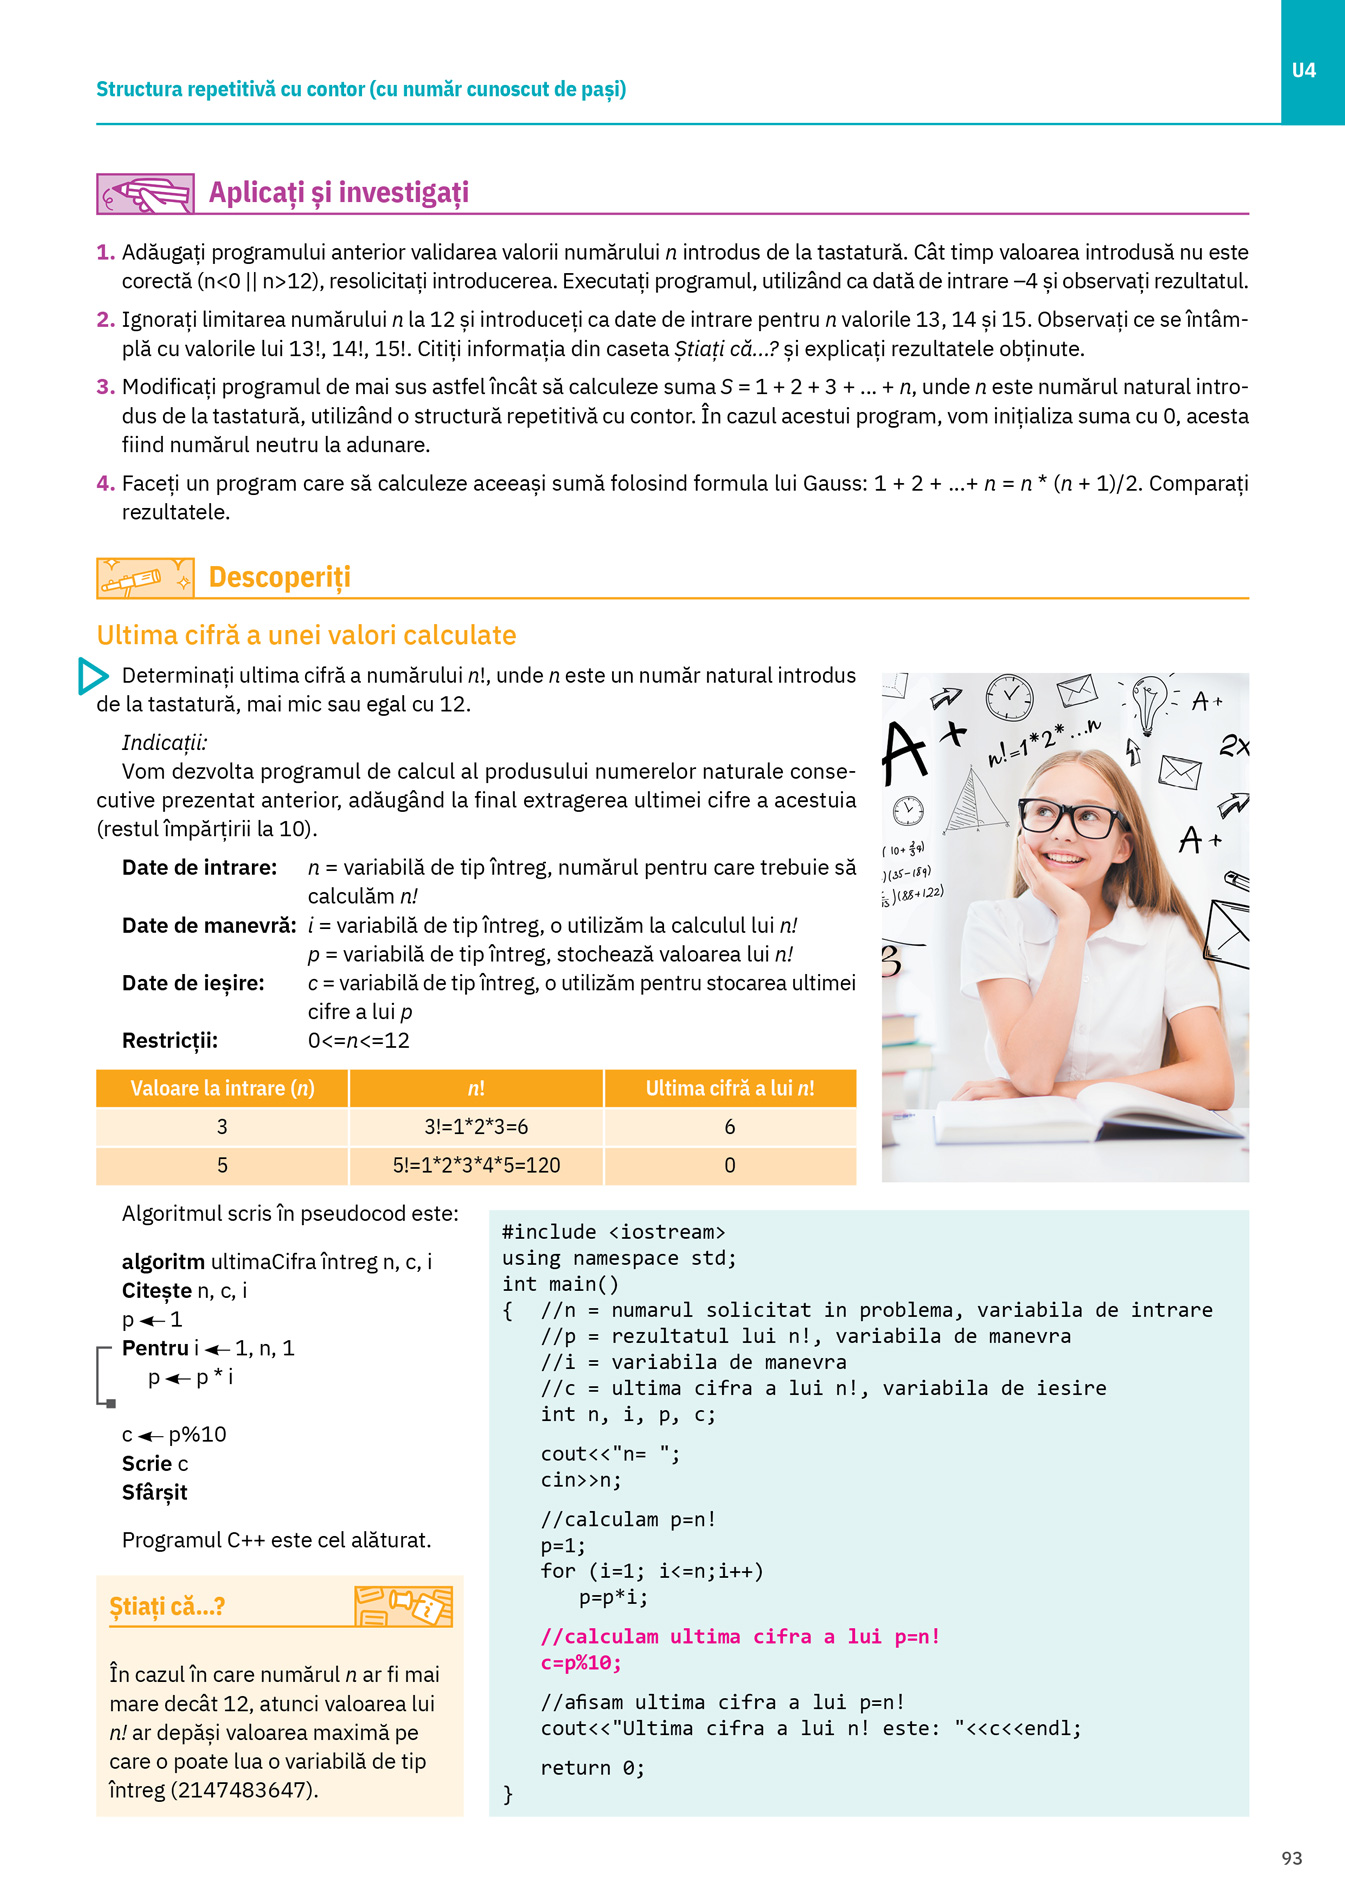 U4
Structura repetitivă cu contor (cu număr cunoscut de pași)
Aplicați și investigați
1. Adăugați programului anterior validarea valorii numărului n introdus de la tastatură. Cât timp valoarea introdusă nu este
corectă (n<0 || n>12), resolicitați introducerea. Executați programul, utilizând ca dată de intrare –4 și observați rezultatul.
2. Ignorați limitarea numărului n la 12 și introduceți ca date de intrare pentru n valorile 13, 14 și 15. Observați ce se întâm-
plă cu valorile lui 13!, 14!, 15!. Citiți informația din caseta Știați că...? și explicați rezultatele obținute.
3. Modificați programul de mai sus astfel încât să calculeze suma S = 1 + 2 + 3 + ... + n, unde n este numărul natural intro-
dus de la tastatură, utilizând o structură repetitivă cu contor. În cazul acestui program, vom inițializa suma cu 0, acesta
fiind numărul neutru la adunare.
4. Faceți un program care să calculeze aceeași sumă folosind formula lui Gauss: 1 + 2 + ...+ n = n * (n + 1)/2. Comparați
rezultatele.
Descoperiți
Ultima cifră a unei valori calculate
Determinați ultima cifră a numărului n!, unde n este un număr natural introdus
de la tastatură, mai mic sau egal cu 12.
Indicații:
Vom dezvolta programul de calcul al produsului numerelor naturale conse-
cutive prezentat anterior, adăugând la final extragerea ultimei cifre a acestuia
(restul împărțirii la 10).
Date de intrare: n = variabilă de tip întreg, numărul pentru care trebuie să
calculăm n!
Date de manevră: i = variabilă de tip întreg, o utilizăm la calculul lui n!
p = variabilă de tip întreg, stochează valoarea lui n!
Date de ieșire: c = variabilă de tip întreg, o utilizăm pentru stocarea ultimei
cifre a lui p
Restricții: 0<=n<=12
A+
n!=1*2*...n
A+
2x
A+
(10+2/3q)
)(35-189)
)(88+1,22)
3
Valoare la intrare (n) n! Ultima cifră a lui n!
3 3!=1*2*3=6 6
5 5!=1*2*3*4*5=120 0
Algoritmul scris în pseudocod este:
algoritm ultimaCifra întreg n, c, i
Citește n, c, i
p ← 1
Pentru i ← 1, n, 1
p ← p * i
c ← p%10
Scrie c
Sfârșit
Programul C++ este cel alăturat.
Știați că...?
În cazul în care numărul n ar fi mai
mare decât 12, atunci valoarea lui
n! ar depăși valoarea maximă pe
care o poate lua o variabilă de tip
întreg (2147483647).
#include <iostream>
using namespace std;
int main()
{ //n = numarul solicitat in problema, variabila de intrare
//p = rezultatul lui n!, variabila de manevra
//i = variabila de manevra
//c = ultima cifra a lui n!, variabila de iesire
int n, i, p, c;
cout<<"n= ";
cin>>n;
//calculam p=n!
p=1;
for (i=1; i<=n;i++)
p=p*i;
//calculam ultima cifra a lui p=n!
c=p%10;
//afisam ultima cifra a lui p=n!
cout<<"Ultima cifra a lui n! este: "<<c<<endl;
return 0;
}
93